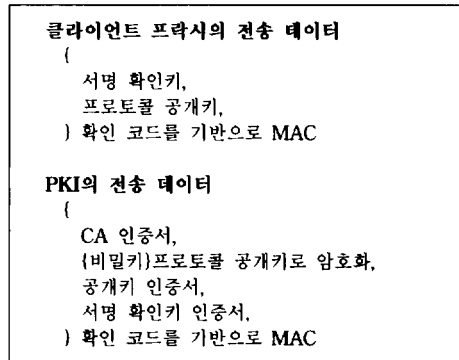 클라이언트 프락시의 전송 데이터
{
서명 확인키,
프로토콜 공개키,
} 확인 코드를 기반으로 MAC
PKI의 전송 데이터
{
CA 인증서,
{비밀키}프로토콜 공개키로 암호화,
공개키 인증서,
서명 확인키 인증서,
} 확인 코드를 기반으로 MAC